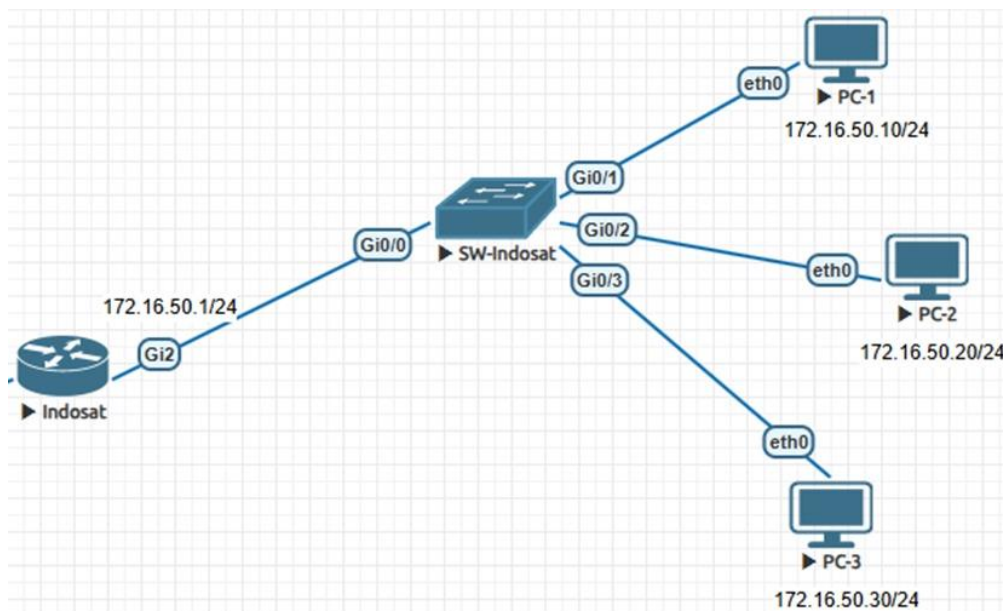 eth0
▶ PC-1
172.16.50.10/24
Gi0/1
Gi0/0
Gi0/2
▶ SW-Indosat
Gi0/3
eth0
▶ PC-2
172.16.50.1/24
Gi2
172.16.50.20/24
▶ Indosat
eth0
▶ PC-3
172.16.50.30/24